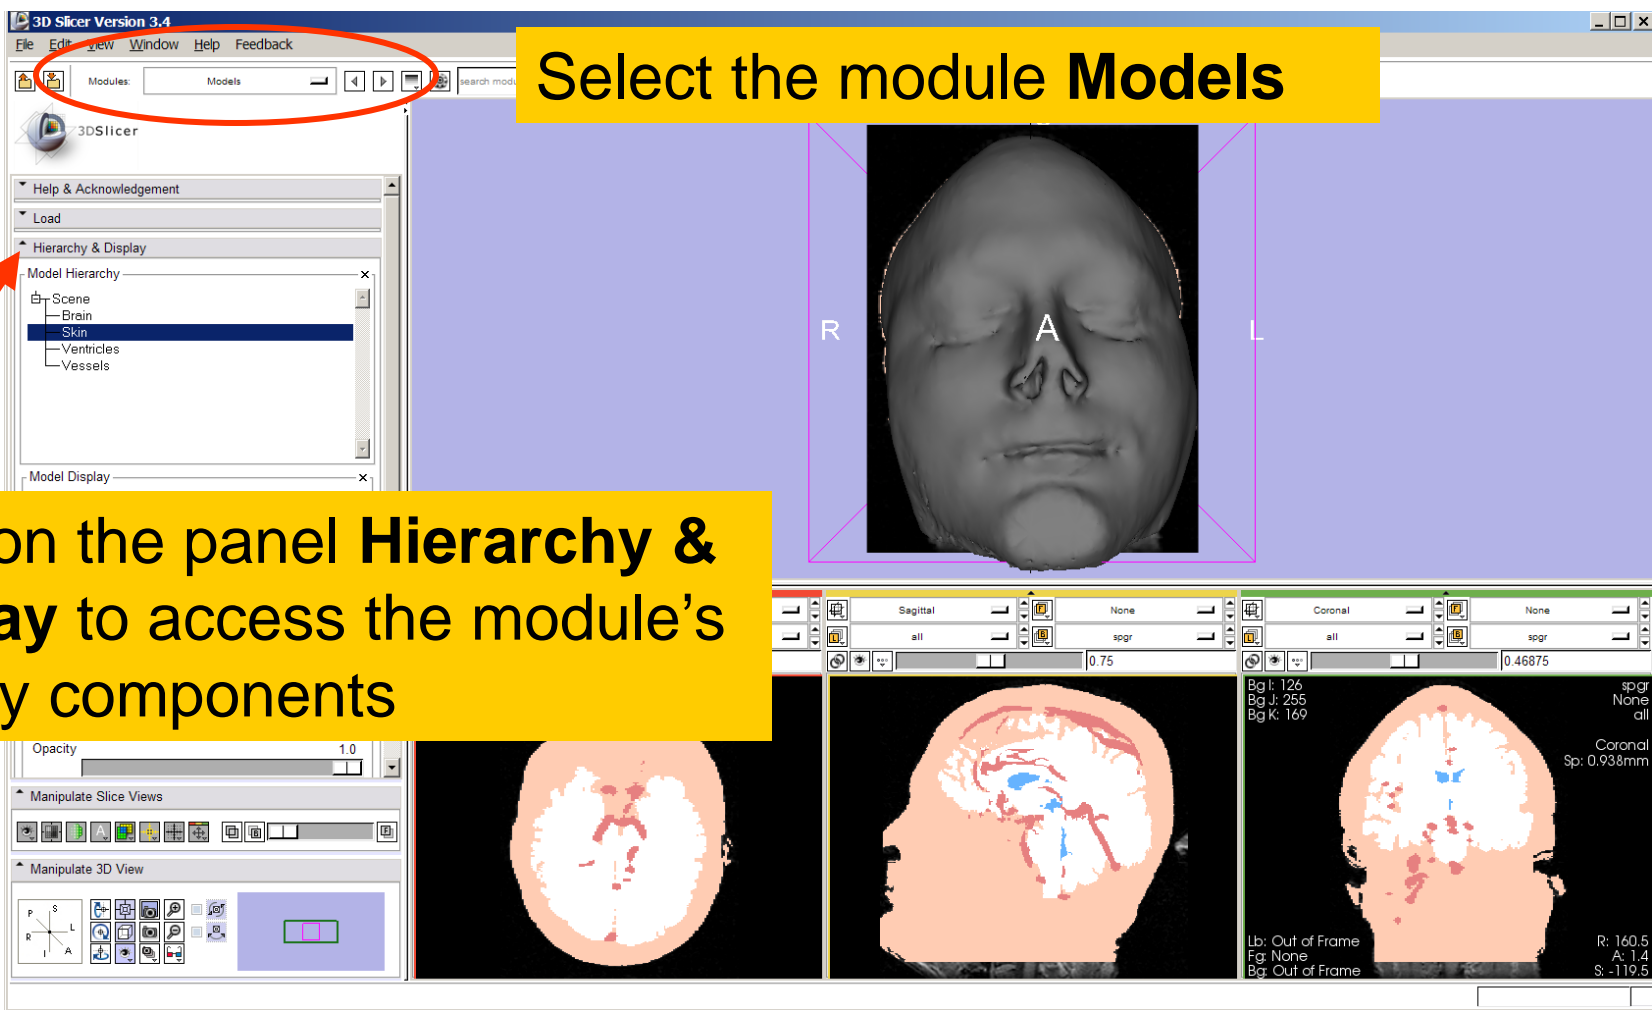 3D Slicer Version 3.4
File Edit View Window Help Feedback
Modules: Models
search modu
Select the module Models
3DSlicer
Help & Acknowledgement
Load
Hierarchy & Display
Model Hierarchy
Scene
Brain
Skin
Ventricles
Vessels
Model Display
R
A
L
on the panel Hierarchy &
ay to access the module's
y components
Opacity 1.0
Manipulate Slice Views
Manipulate 3D View
P S
R L
I A
Sagittal None
all spgr
0.75
Coronal None
all spgr
0.46875
Bg I: 126
Bg J: 255
Bg K: 169
spgr
None
all
Coronal
Sp: 0.938mm
Lb: Out of Frame
Fg: None
Bg: Out of Frame
R: 160.5
A: 1.4
S: -119.5